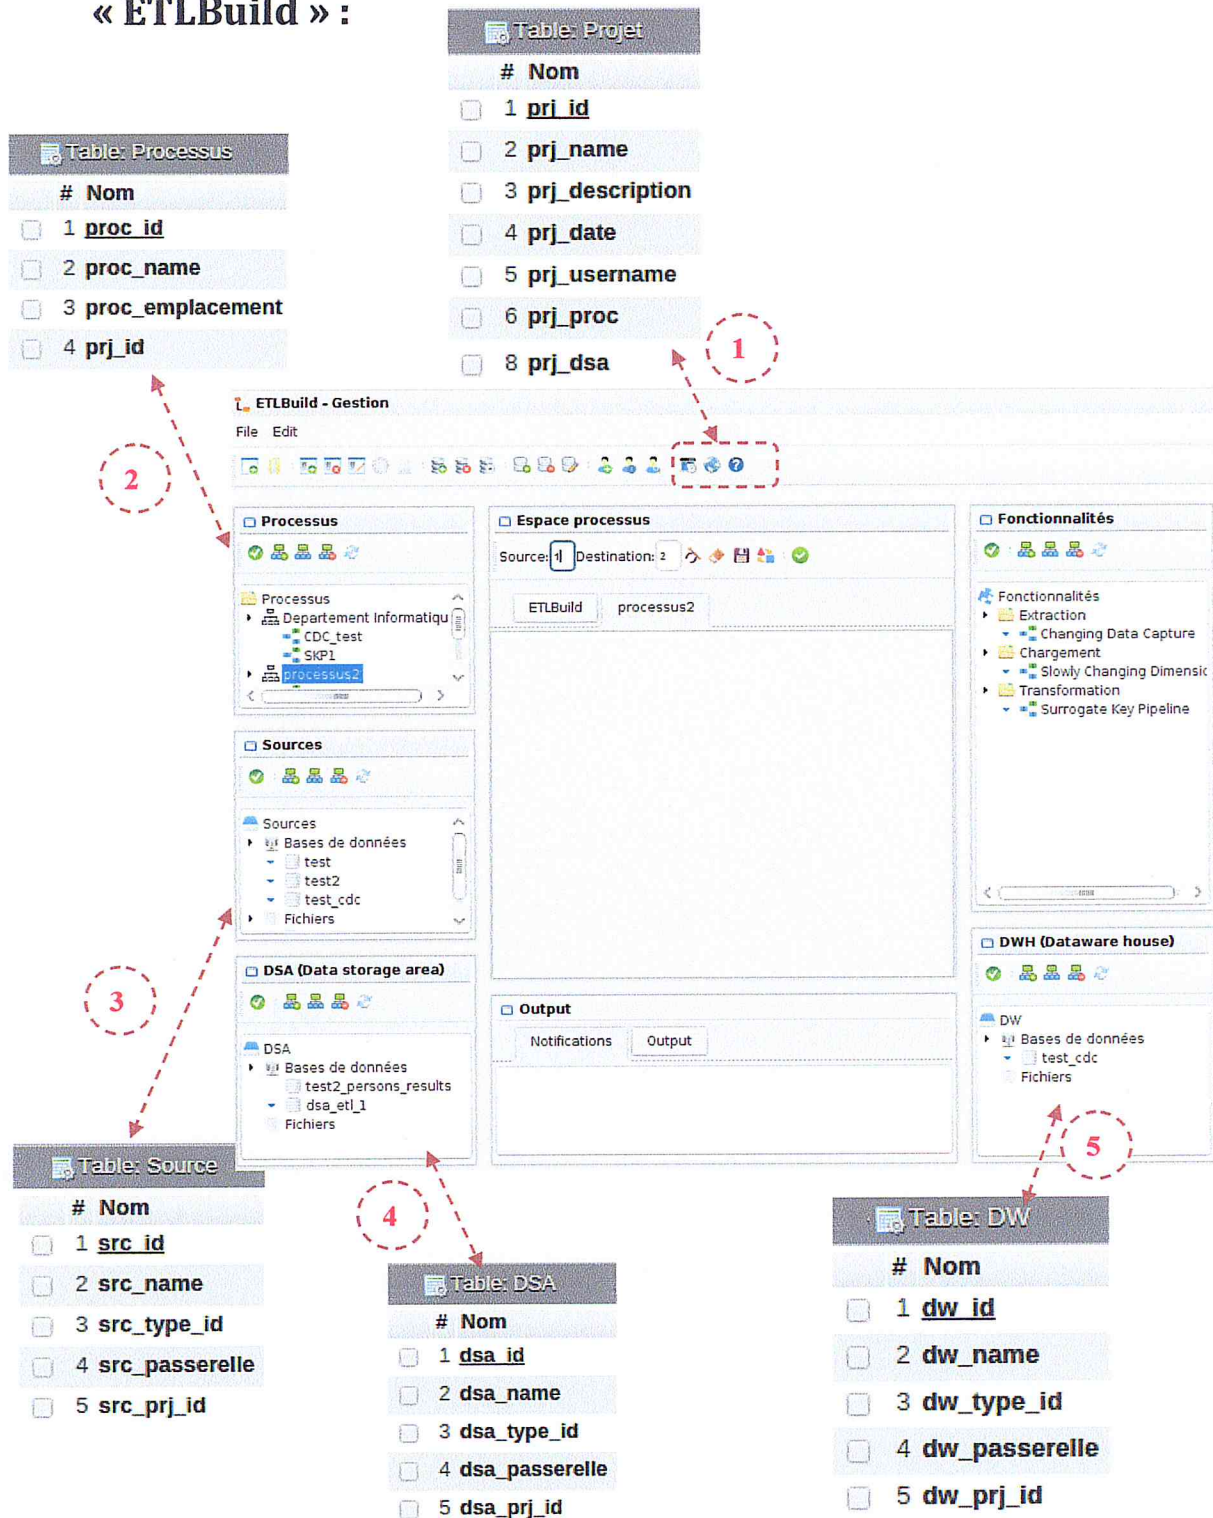 « ETLBuild » :
Table: Projet
# Nom
1 prj_id
2 prj_name
3 prj_description
4 prj_date
5 prj_username
6 prj_proc
8 prj_dsa
Table: Processus
# Nom
1 proc_id
2 proc_name
3 proc_emplacement
4 prj_id
1
2
ETLBuild - Gestion
File Edit
Processus
Processus
Departement Informatiqu
CDC_test
SKP1
processus2
Sources
Sources
Bases de données
test
test2
test_cdc
Fichiers
DSA (Data storage area)
DSA
Bases de données
test2_persons_results
dsa_etl_1
Fichiers
Espace processus
Source: 1 Destination: 2
ETLBuild processus2
Output
Notifications Output
Fonctionnalités
Fonctionnalités
Extraction
Changing Data Capture
Chargement
Slowly Changing Dimensic
Transformation
Surrogate Key Pipeline
DWH (Dataware house)
DW
Bases de données
test_cdc
Fichiers
3
4
5
Table: Source
# Nom
1 src_id
2 src_name
3 src_type_id
4 src_passerelle
5 src_prj_id
Table: DSA
# Nom
1 dsa_id
2 dsa_name
3 dsa_type_id
4 dsa_passerelle
5 dsa_prj_id
Table: DW
# Nom
1 dw_id
2 dw_name
3 dw_type_id
4 dw_passerelle
5 dw_prj_id